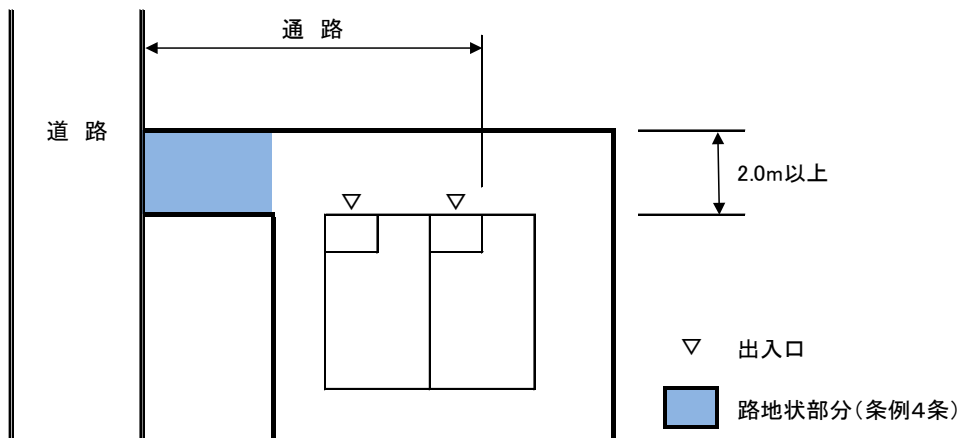 通 路
道 路
2.0m以上
▽ 出入口
路地状部分(条例4条)